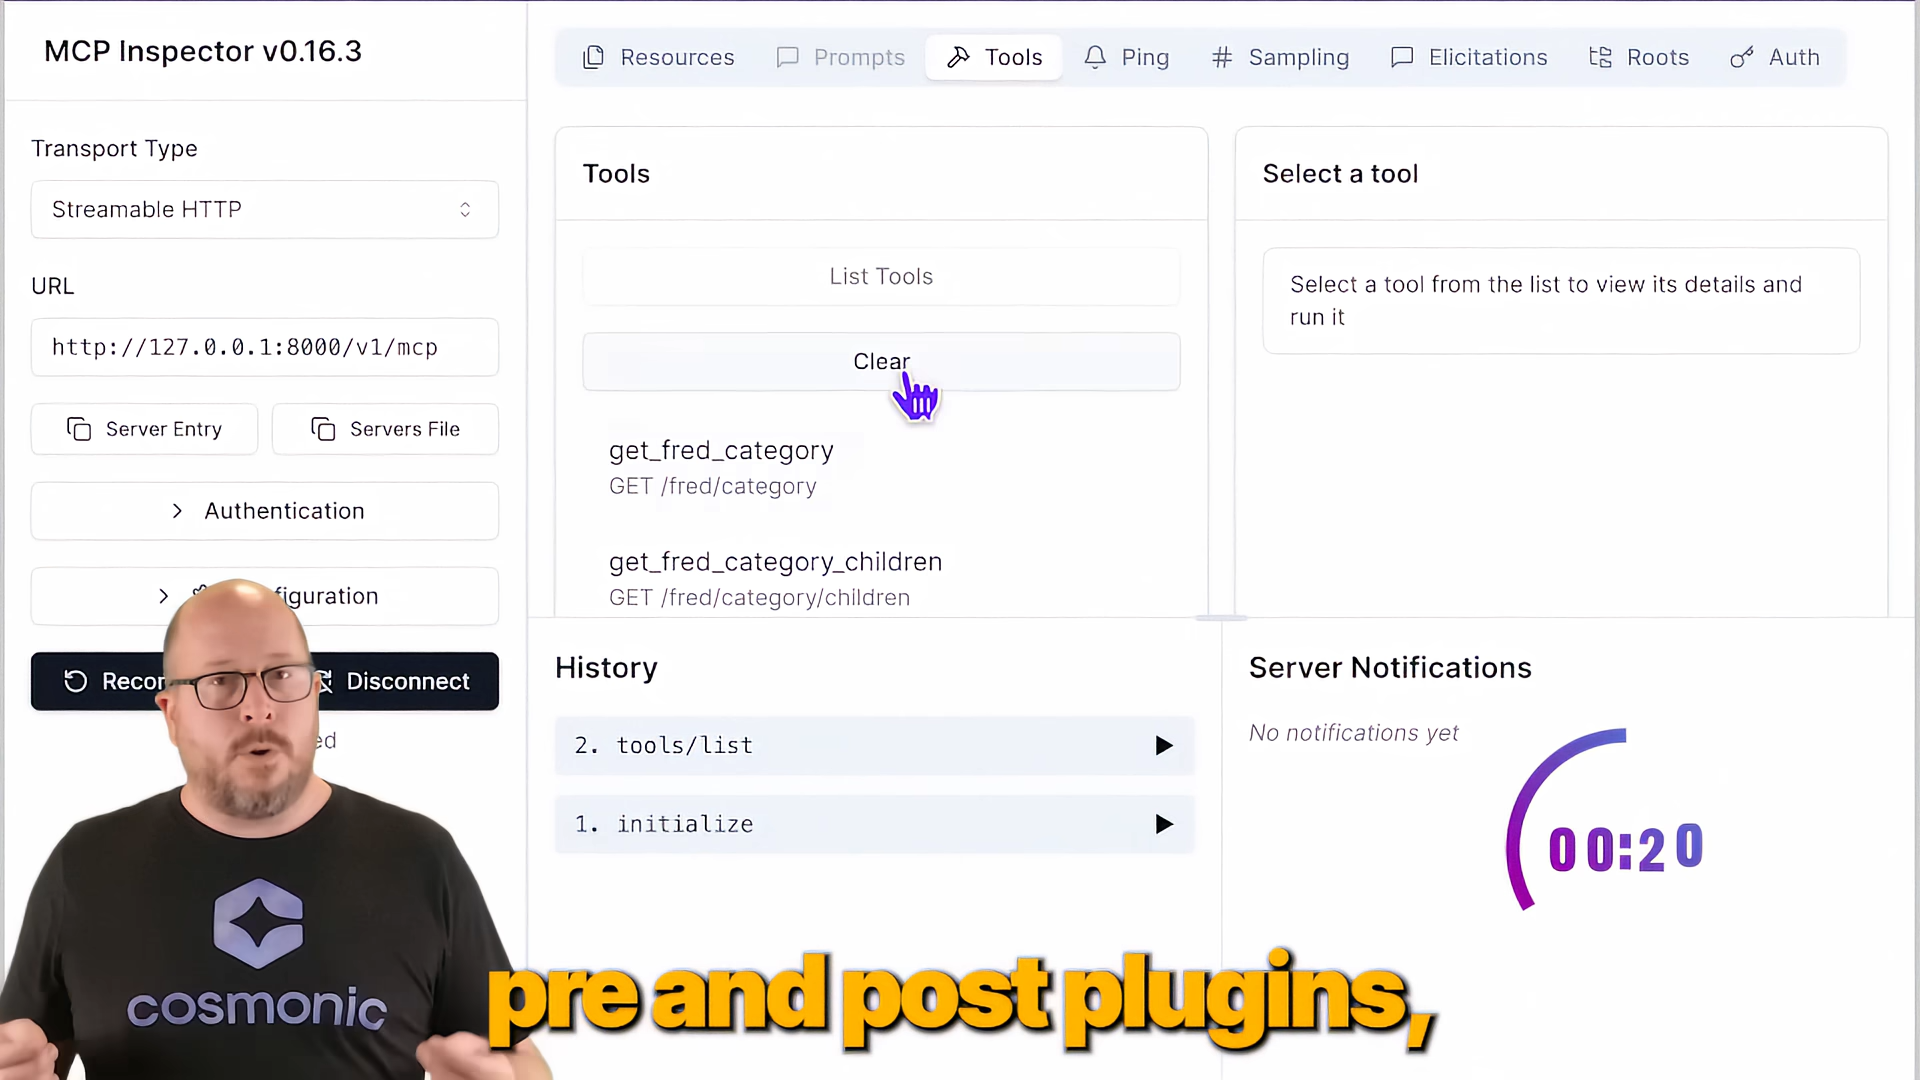 MCP Inspector v0.16.3
Transport Type
Streamable HTTP
URL
http://127.0.0.1:8000/v1/mcp
Server Entry
Servers File
Authentication
figuration
Recon
Disconnect
ed
Resources
Prompts
Tools
Ping
Sampling
Elicitations
Roots
Auth
Tools
List Tools
Clear
get_fred_category
GET /fred/category
get_fred_category_children
GET /fred/category/children
Select a tool
Select a tool from the list to view its details and
run it
History
2. tools/list
1. initialize
Server Notifications
No notifications yet
00:20
cosmonic
pre and post plugins,